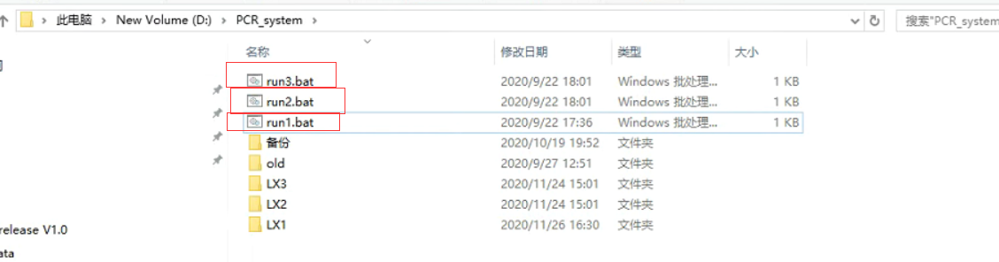 此电脑 > New Volume (D:) > PCR_system >
搜索"PCR_system
名称 修改日期 类型 大小
run3.bat 2020/9/22 18:01 Windows 批处理... 1 KB
run2.bat 2020/9/22 18:01 Windows 批处理... 1 KB
run1.bat 2020/9/22 17:36 Windows 批处理... 1 KB
备份 2020/10/19 19:52 文件夹
old 2020/9/27 12:51 文件夹
LX3 2020/11/24 15:01 文件夹
LX2 2020/11/24 15:01 文件夹
LX1 2020/11/26 16:30 文件夹
release V1.0
ata